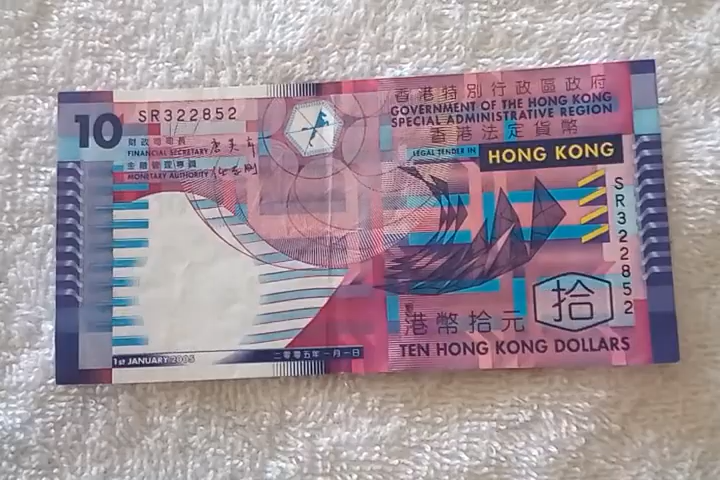 香港特別行政區政府
GOVERNMENT OF THE HONG KONG
SPECIAL ADMINISTRATIVE REGION
香港法定貨幣
LEGAL TENDER IN HONG KONG
10
SR322852
財政司司長
FINANCIAL SECRETARY
金融管理專員
MONETARY AUTHORITY
SR322852
拾
港幣拾元
TEN HONG KONG DOLLARS
1st JANUARY 2005
二零零五年一月一日